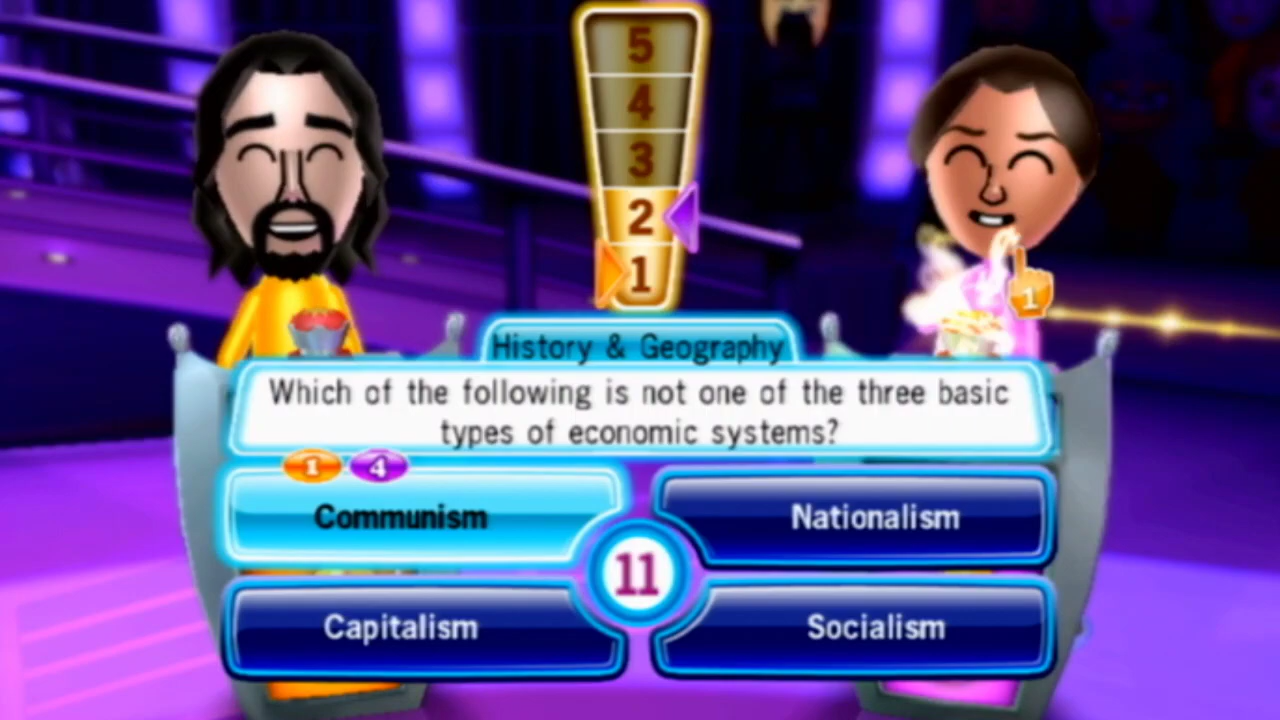 5
4
3
2
1
1
History & Geography
Which of the following is not one of the three basic
types of economic systems?
1 4
Communism
Nationalism
11
Capitalism
Socialism